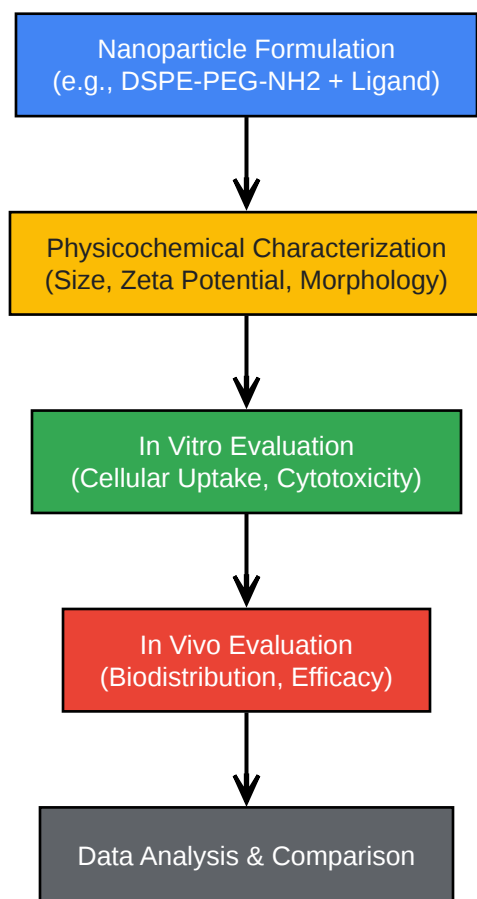 Nanoparticle Formulation
(e.g., DSPE-PEG-NH2 + Ligand)
Physicochemical Characterization
(Size, Zeta Potential, Morphology)
In Vitro Evaluation
(Cellular Uptake, Cytotoxicity)
In Vivo Evaluation
(Biodistribution, Efficacy)
Data Analysis & Comparison